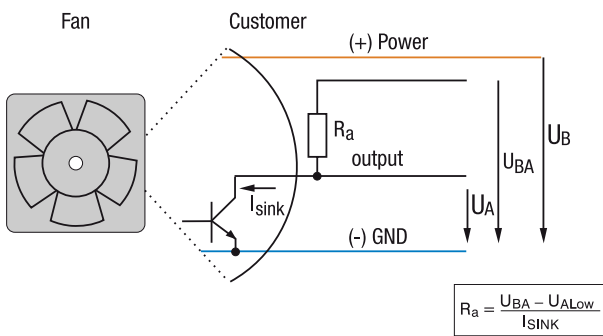 Fan
Customer
(+) Power
Ra
output
Isink
UA
UBA
UB
(-) GND
Ra = UBA – UALow
ISINK